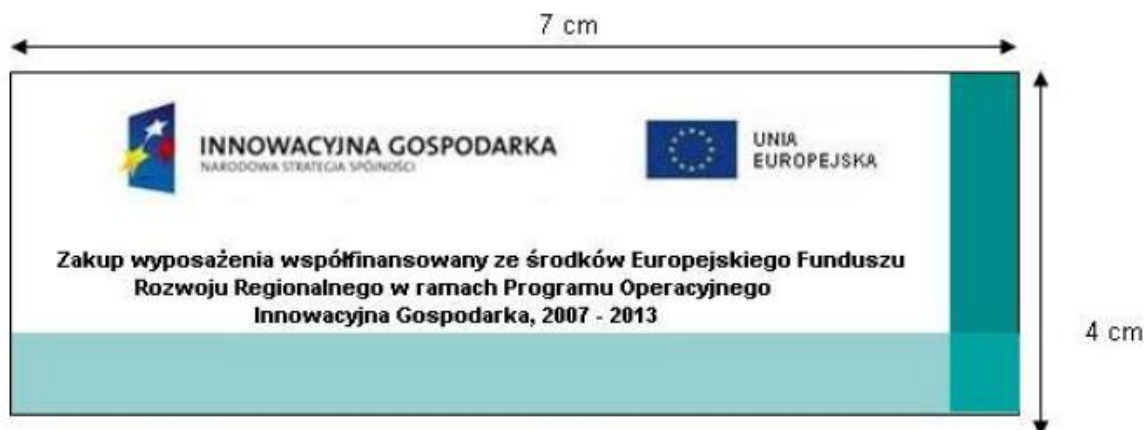 7 cm
INNOWACYJNA GOSPODARKA
NARODOWA STRATEGIA SPÓJNOŚCI
UNIA
EUROPEJSKA
Zakup wyposażenia współfinansowany ze środków Europejskiego Funduszu
Rozwoju Regionalnego w ramach Programu Operacyjnego
Innowacyjna Gospodarka, 2007 - 2013
4 cm